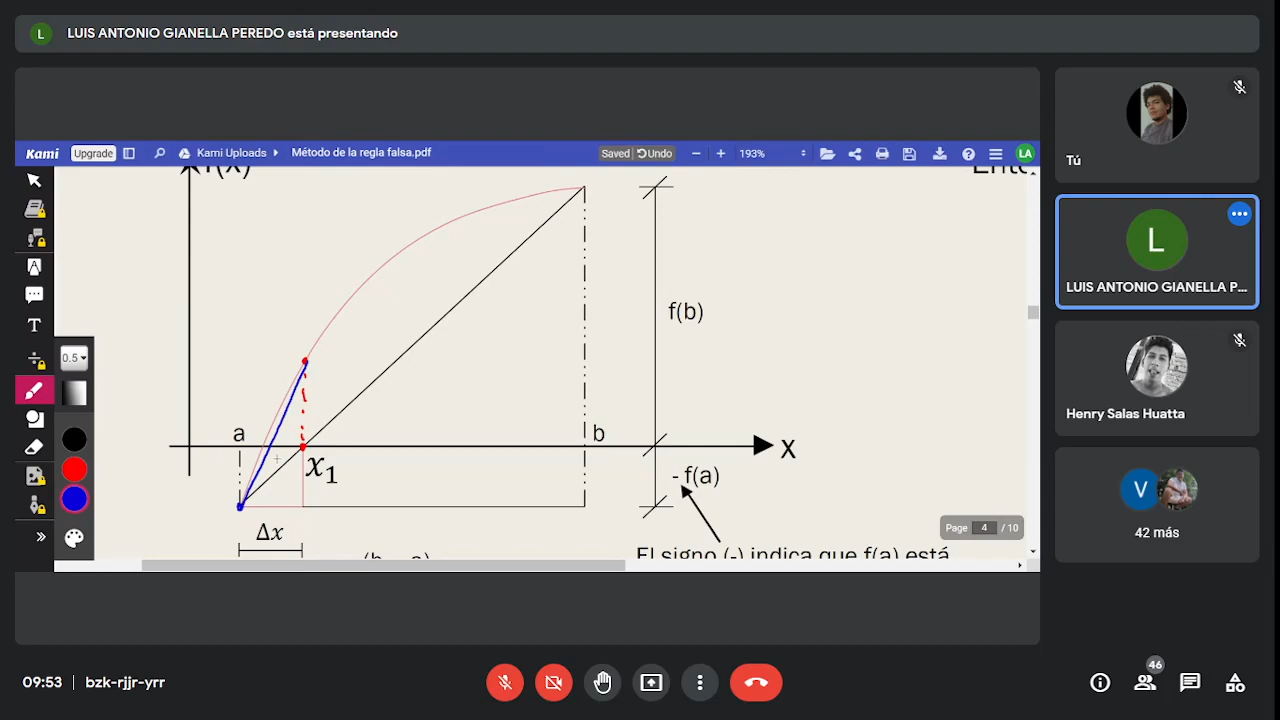 L LUIS ANTONIO GIANELLA PEREDO está presentando
Kami Upgrade Kami Uploads Método de la regla falsa.pdf Saved Undo 193% LA
f(x)
f(b)
a
b
X
x₁
- f(a)
Δx
El signo (-) indica que f(a) está
(b − a)
Page 4 / 10
0.5
T
A
Tú
L
LUIS ANTONIO GIANELLA P...
Henry Salas Huatta
V
42 más
09:53 | bzk-rjjr-yrr
46